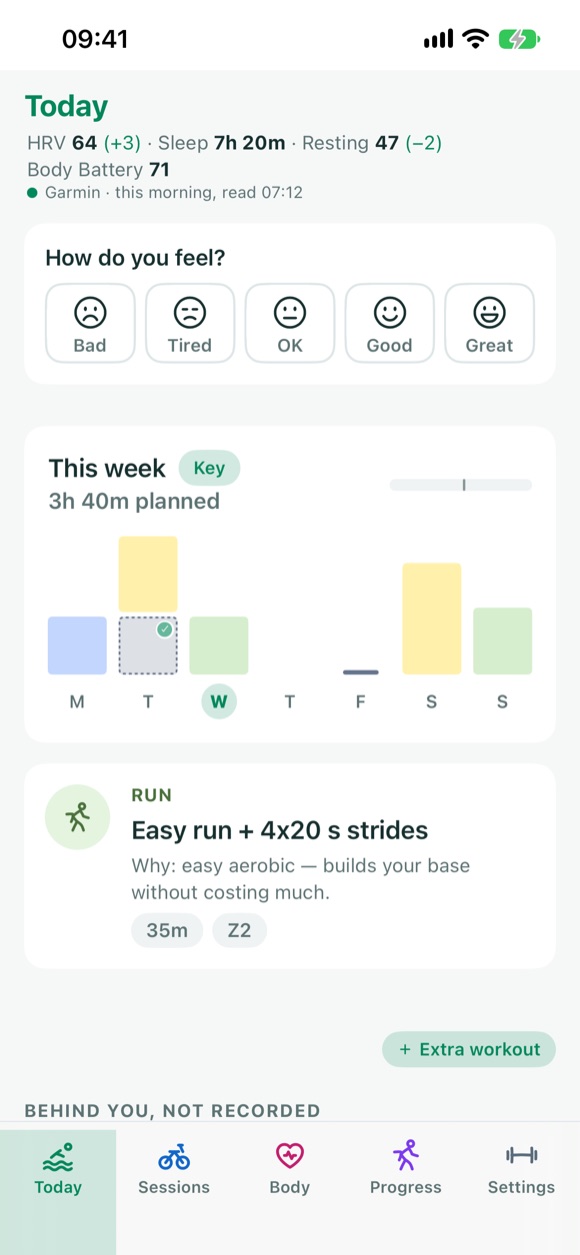 09:41
Today
HRV 64 (+3) · Sleep 7h 20m · Resting 47 (−2)
Body Battery 71
Garmin · this morning, read 07:12
How do you feel?
Bad Tired OK Good Great
This week Key
3h 40m planned
M T W T F S S
RUN
Easy run + 4x20 s strides
Why: easy aerobic — builds your base
without costing much.
35m Z2
+ Extra workout
BEHIND YOU, NOT RECORDED
Today Sessions Body Progress Settings